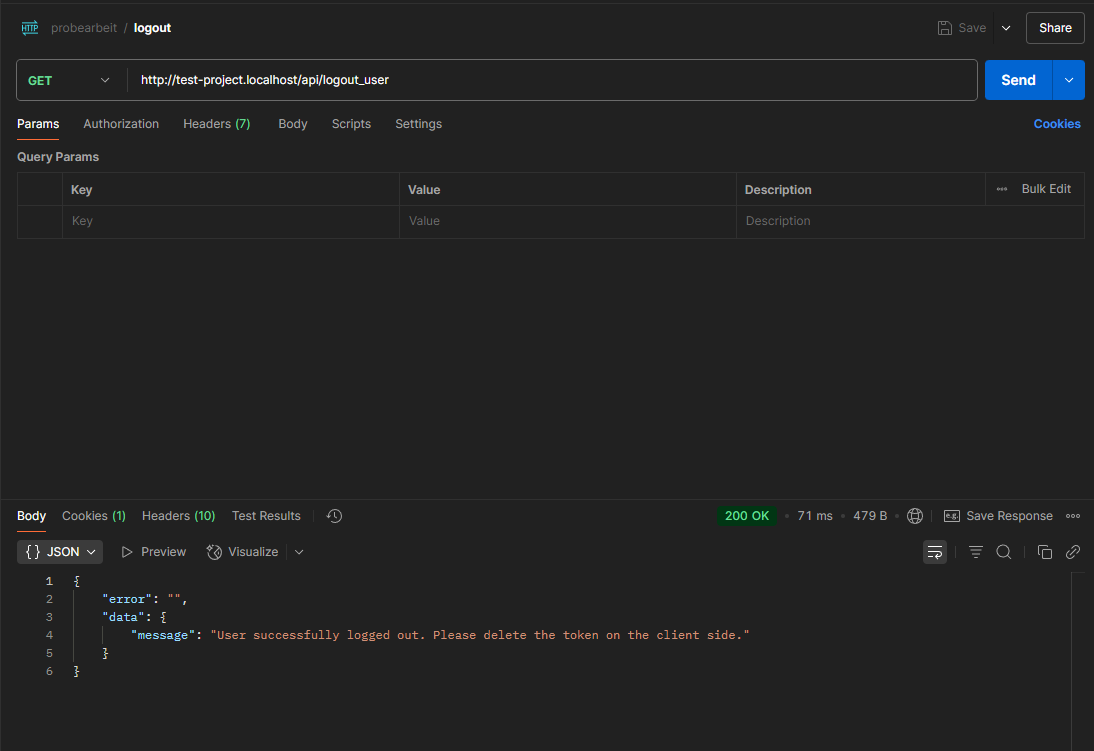 HTTP probearbeit / logout Save Share
GET http://test-project.localhost/api/logout_user Send
Params Authorization Headers (7) Body Scripts Settings Cookies
Query Params
Key Value Description ••• Bulk Edit
Key Value Description
Body Cookies (1) Headers (10) Test Results 200 OK • 71 ms • 479 B • e.g. Save Response •••
{} JSON Preview Visualize
1 {
2 "error": "",
3 "data": {
4 "message": "User successfully logged out. Please delete the token on the client side."
5 }
6 }